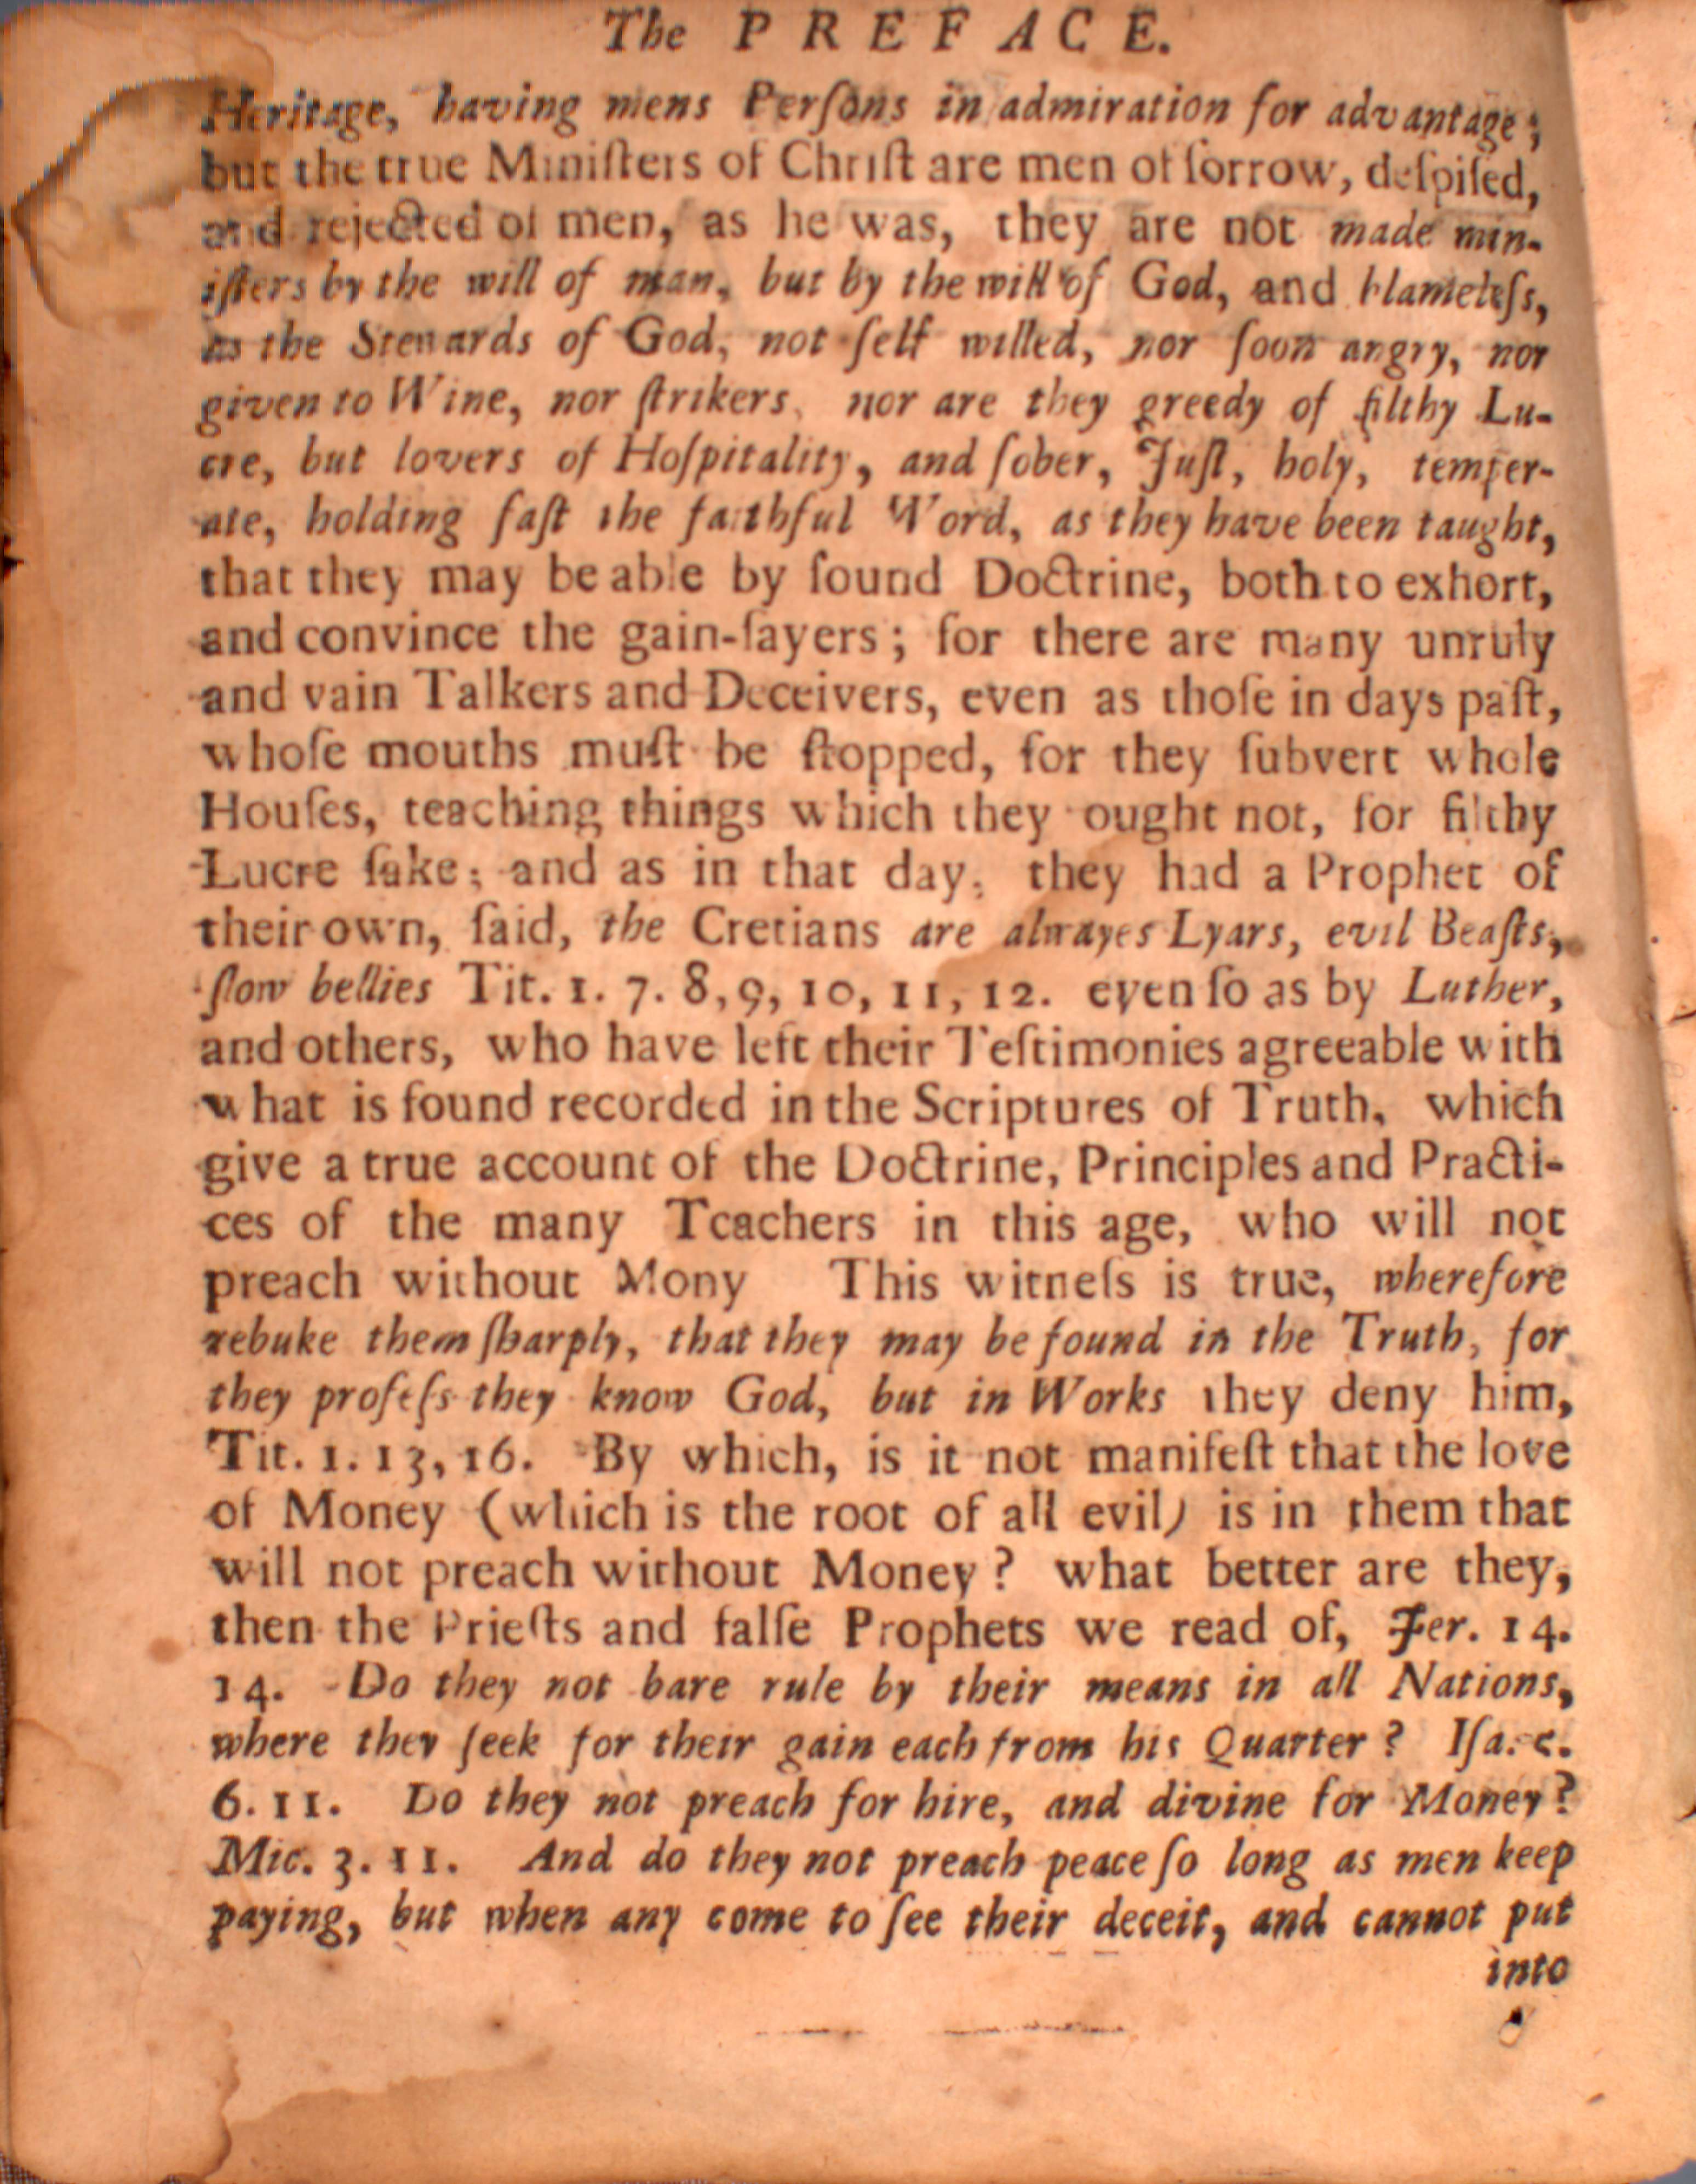 The PREFACE.
Heritage, having mens Perſons in admiration for advantage;
but the true Miniſters of Chriſt are men of ſorrow, deſpiſed,
and rejected of men, as he was, they are not made min-
iſters by the will of man, but by the will of God, and blameleſs,
as the Stewards of God, not ſelf willed, nor ſoon angry, nor
given to Wine, nor ſtrikers, nor are they greedy of filthy Lu-
cre, but lovers of Hoſpitality, and ſober, Juſt, holy, temper-
ate, holding faſt the faithful Word, as they have been taught,
that they may be able by ſound Doctrine, both to exhort,
and convince the gain-ſayers; for there are many unruly
and vain Talkers and Deceivers, even as thoſe in days paſt,
whoſe mouths muſt be ſtopped, for they ſubvert whole
Houſes, teaching things which they ought not, for filthy
Lucre ſake; and as in that day, they had a Prophet of
their own, ſaid, the Cretians are alwayes Lyars, evil Beaſts,
ſlow bellies Tit. 1. 7. 8, 9, 10, 11, 12. even ſo as by Luther,
and others, who have left their Teſtimonies agreeable with
what is found recorded in the Scriptures of Truth, which
give a true account of the Doctrine, Principles and Practi-
ces of the many Teachers in this age, who will not
preach without Mony This witneſs is true, wherefore
rebuke them ſharply, that they may be found in the Truth, for
they profeſs they know God, but in Works they deny him,
Tit. 1. 13, 16. By which, is it not manifeſt that the love
of Money (which is the root of all evil) is in them that
will not preach without Money? what better are they,
then the Prieſts and falſe Prophets we read of, Jer. 14.
14. Do they not bare rule by their means in all Nations,
where they ſeek for their gain each from his Quarter? Iſa. c.
6. 11. Do they not preach for hire, and divine for Money?
Mic. 3. 11. And do they not preach peace ſo long as men keep
paying, but when any come to ſee their deceit, and cannot put
into